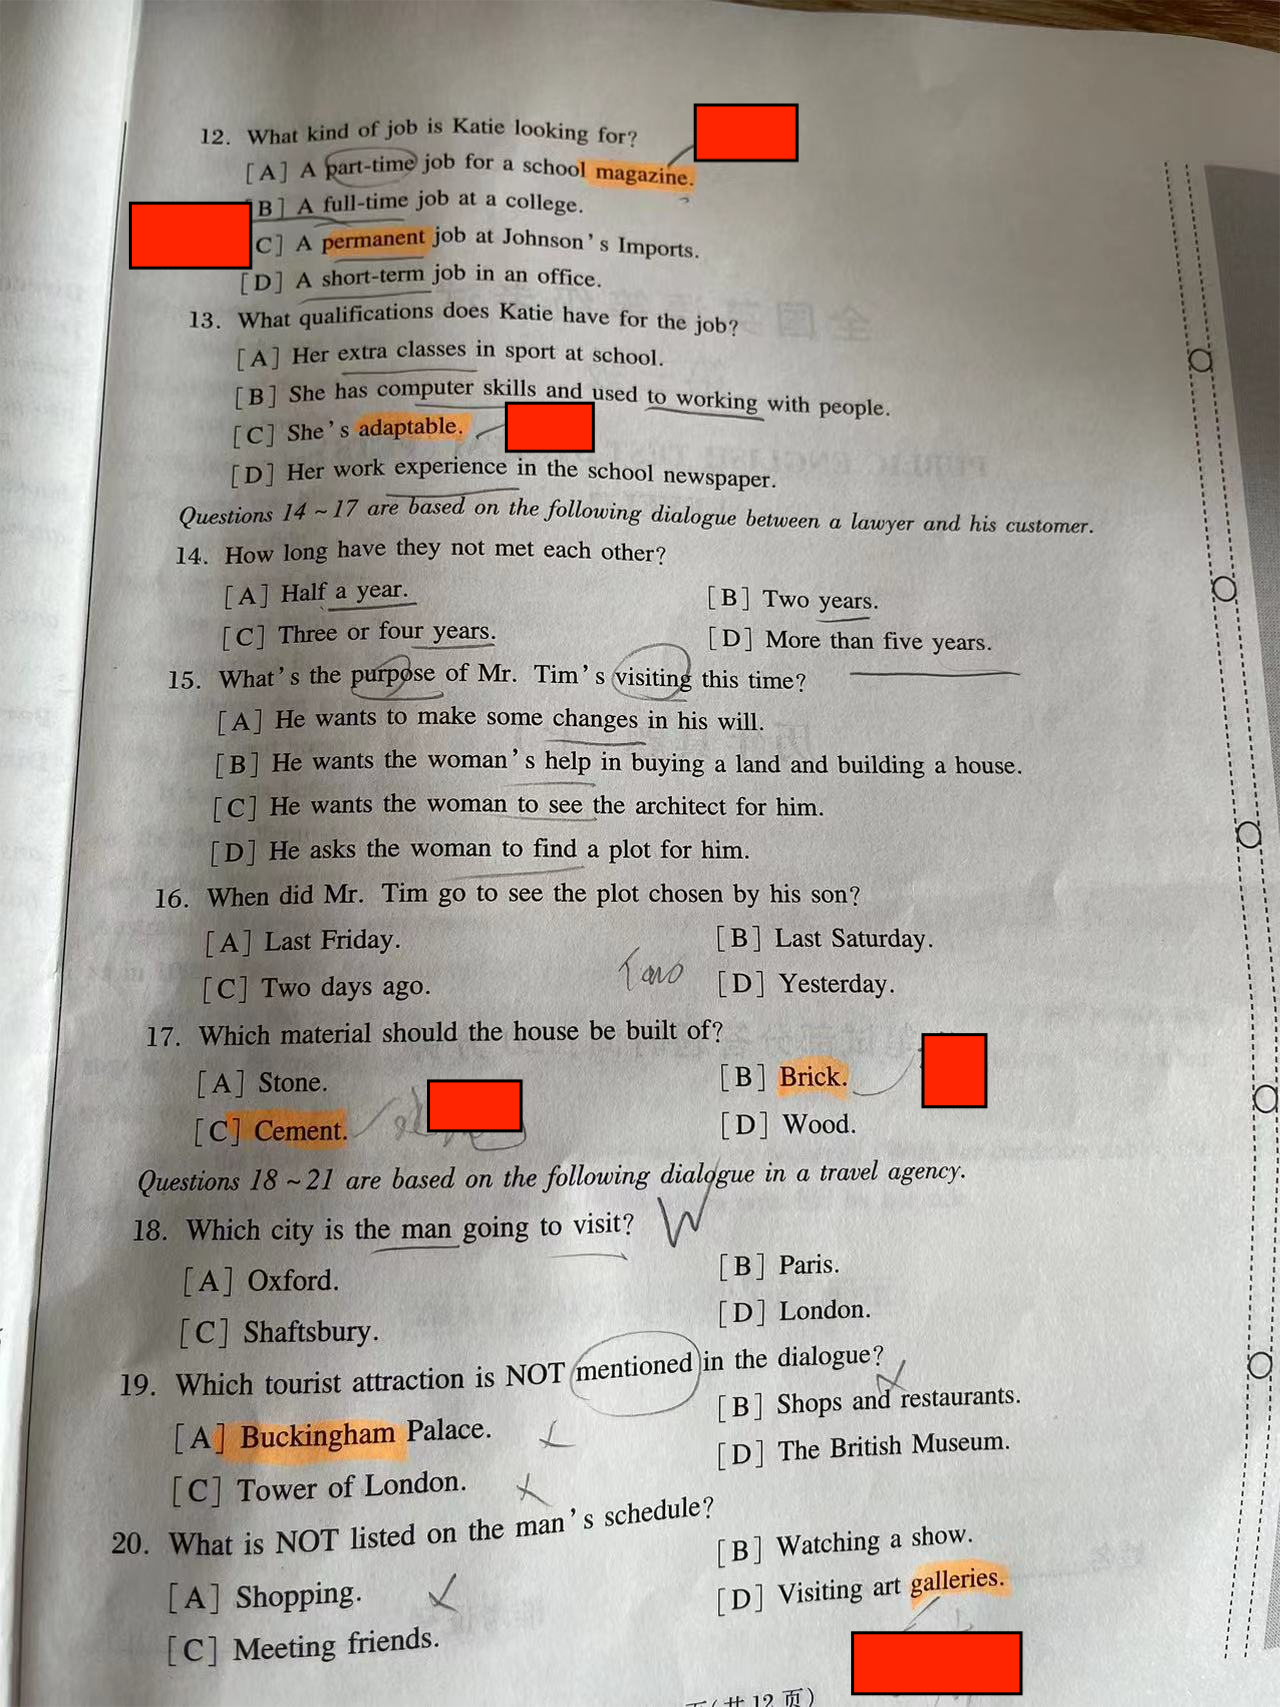 12. What kind of job is Katie looking for?
[A] A part-time job for a school magazine.
[B] A full-time job at a college.
[C] A permanent job at Johnson's Imports.
[D] A short-term job in an office.
13. What qualifications does Katie have for the job?
[A] Her extra classes in sport at school.
[B] She has computer skills and used to working with people.
[C] She's adaptable.
[D] Her work experience in the school newspaper.
Questions 14~17 are based on the following dialogue between a lawyer and his customer.
14. How long have they not met each other?
[A] Half a year. [B] Two years.
[C] Three or four years. [D] More than five years.
15. What's the purpose of Mr. Tim's visiting this time?
[A] He wants to make some changes in his will.
[B] He wants the woman's help in buying a land and building a house.
[C] He wants the woman to see the architect for him.
[D] He asks the woman to find a plot for him.
16. When did Mr. Tim go to see the plot chosen by his son?
[A] Last Friday. [B] Last Saturday.
[C] Two days ago. [D] Yesterday.
17. Which material should the house be built of?
[A] Stone. [B] Brick.
[C] Cement. [D] Wood.
Questions 18~21 are based on the following dialogue in a travel agency.
18. Which city is the man going to visit?
[A] Oxford. [B] Paris.
[C] Shaftsbury. [D] London.
19. Which tourist attraction is NOT mentioned in the dialogue?
[A] Buckingham Palace. [B] Shops and restaurants.
[C] Tower of London. [D] The British Museum.
20. What is NOT listed on the man's schedule?
[A] Shopping. [B] Watching a show.
[C] Meeting friends. [D] Visiting art galleries.
页(共12页)